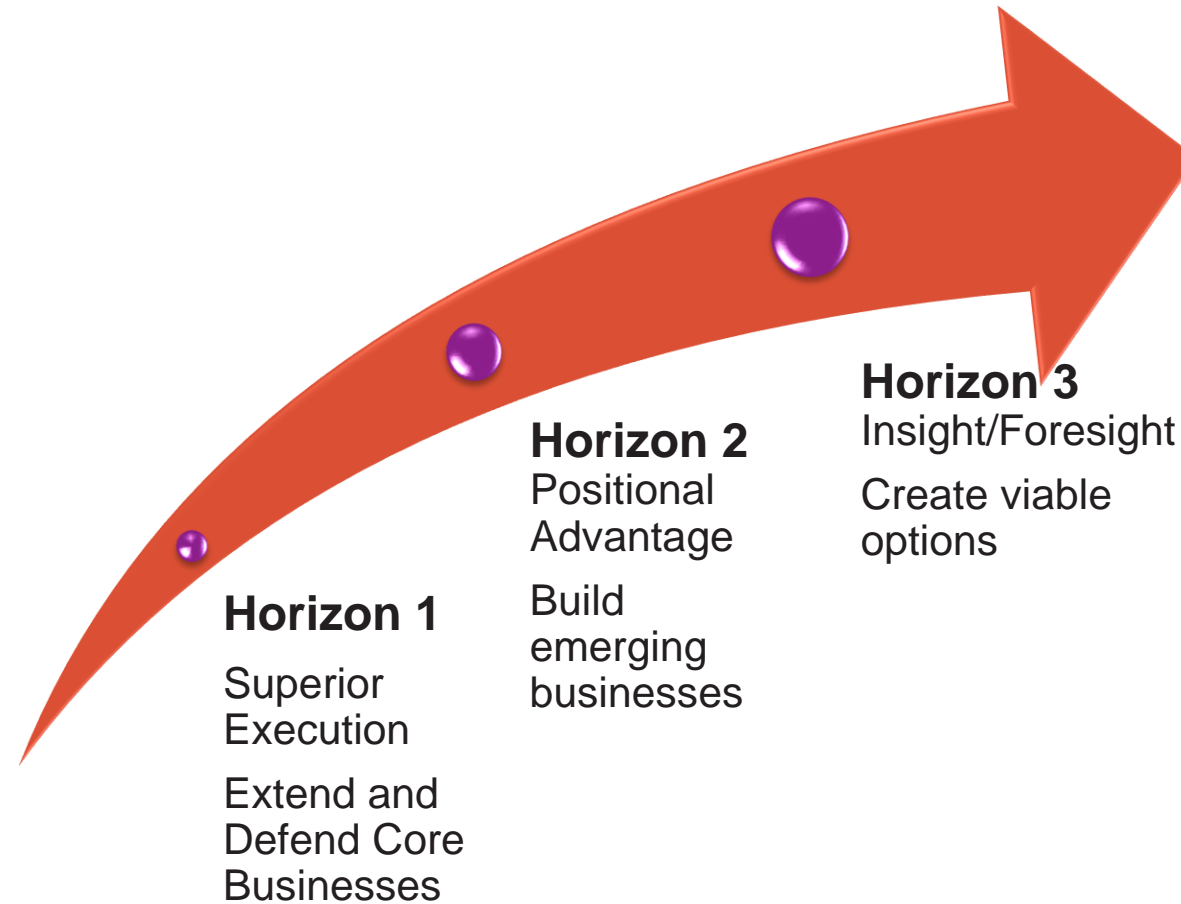 Horizon 1
Superior
Execution
Extend and
Defend Core
Businesses
Horizon 2
Positional
Advantage
Build
emerging
businesses
Horizon 3
Insight/Foresight
Create viable
options